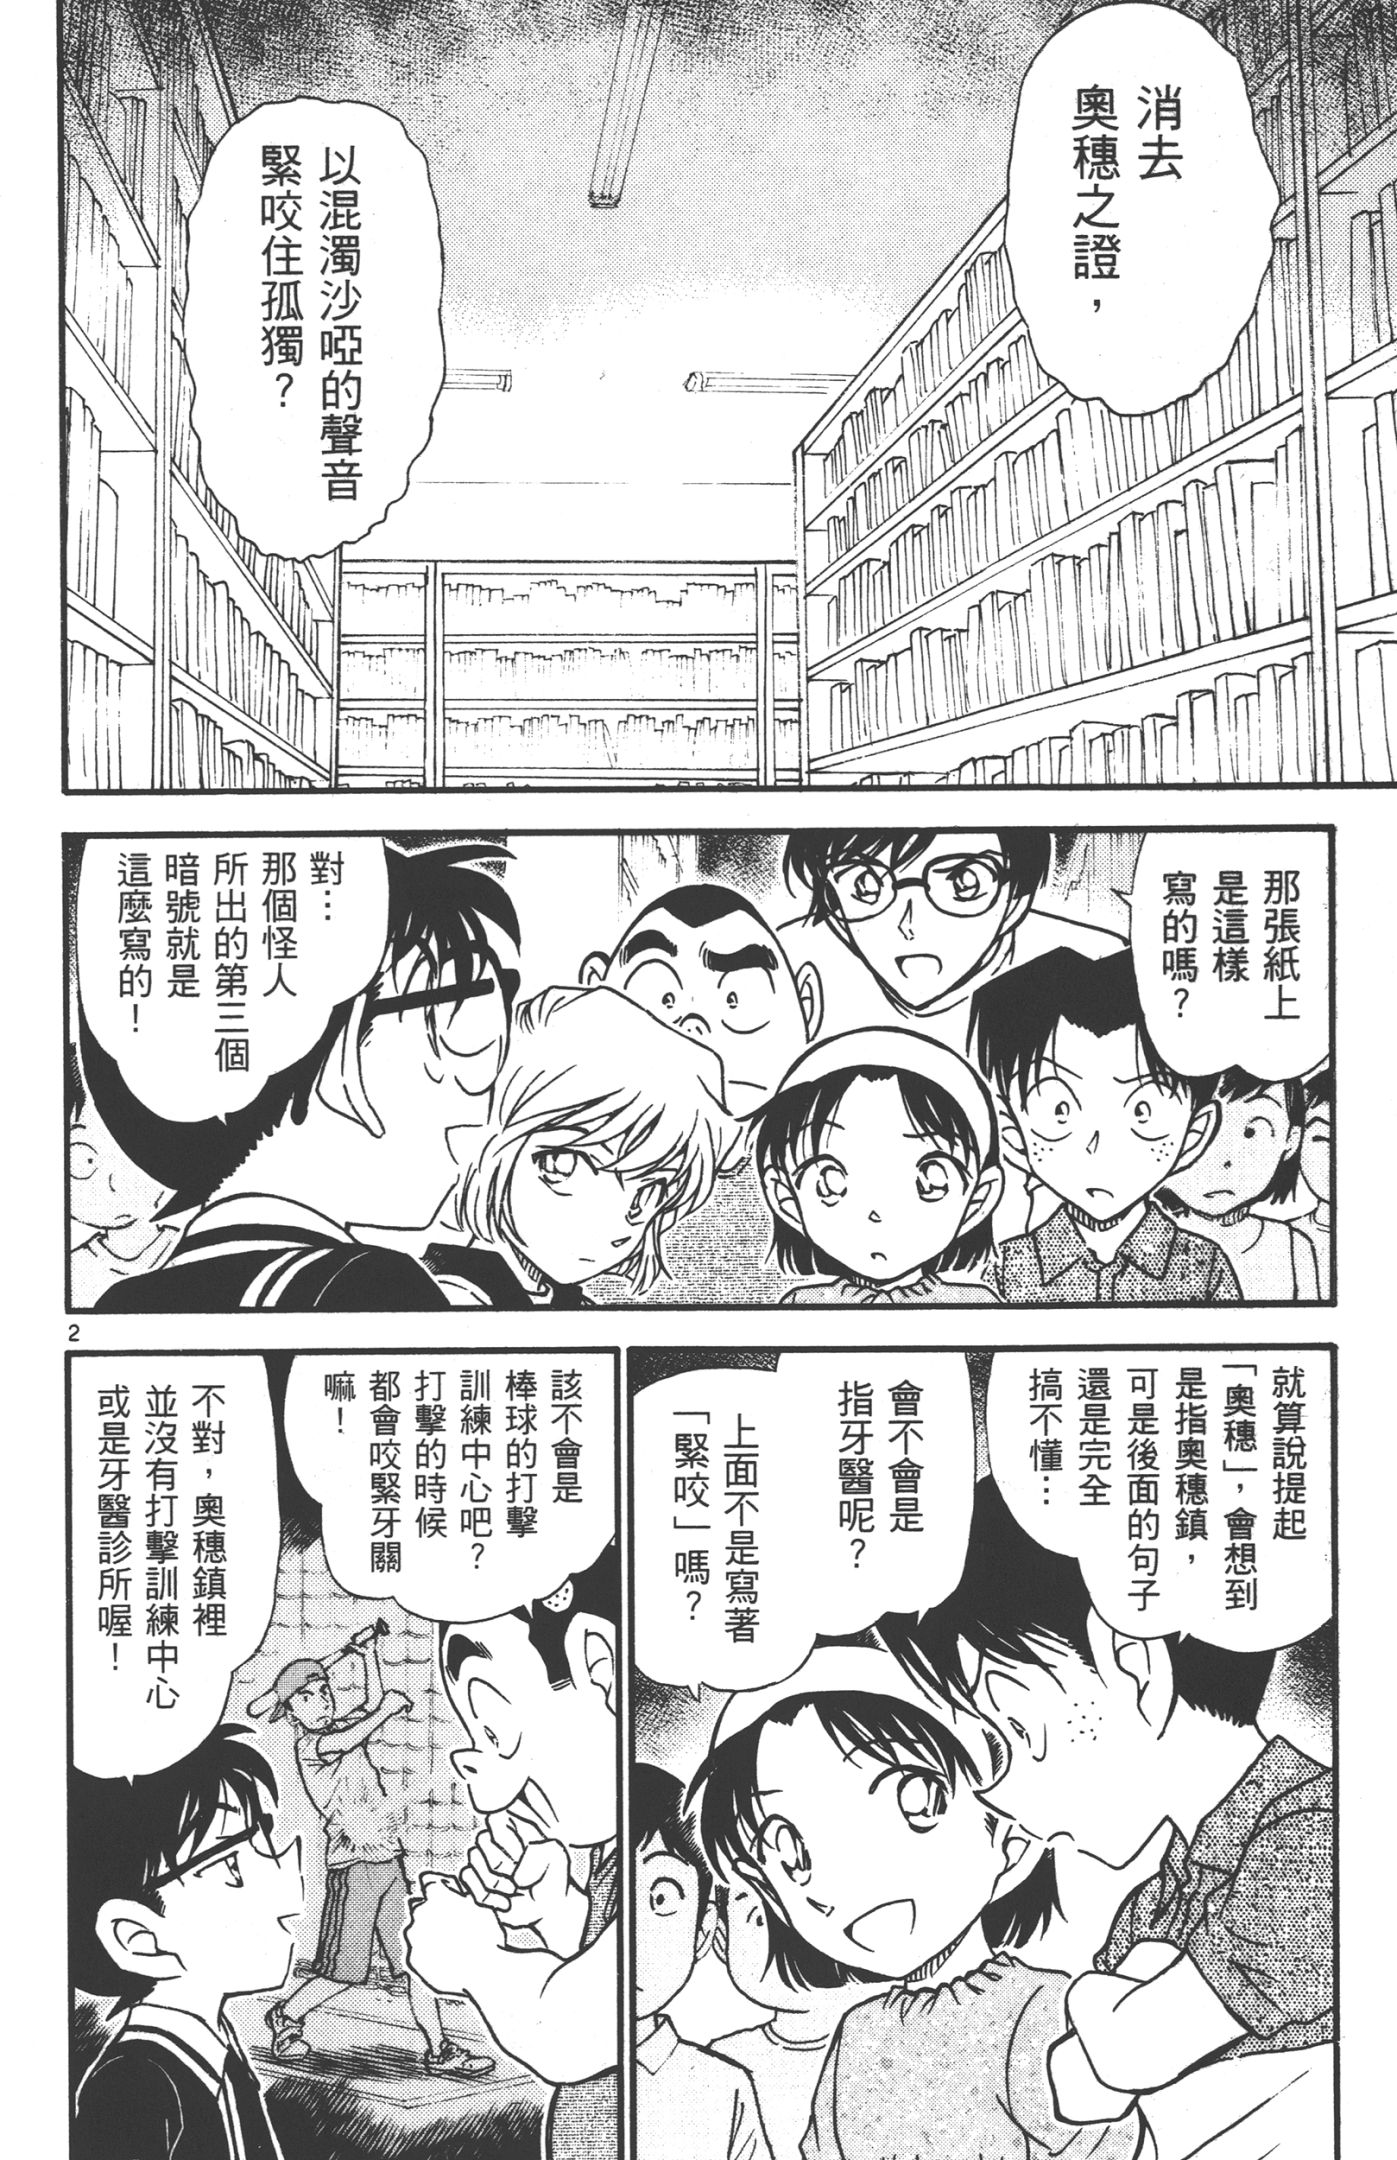 消去
奧穗之證，
以混濁沙啞的聲音
緊咬住孤獨？
那張紙上
是這樣
寫的嗎？
對…
那個怪人
所出的第三個
暗號就是
這麼寫的！
就算說提起
「奧穗」，會想到
是指奧穗鎮，
可是後面的句子
還是完全
搞不懂…
會不會是
指牙醫呢？
上面不是寫著
「緊咬」嗎？
該不會是
棒球的打擊
訓練中心吧？
打擊的時候
都會咬緊牙關
嘛！
不對，奧穗鎮裡
並沒有打擊訓練中心
或是牙醫診所喔！
2